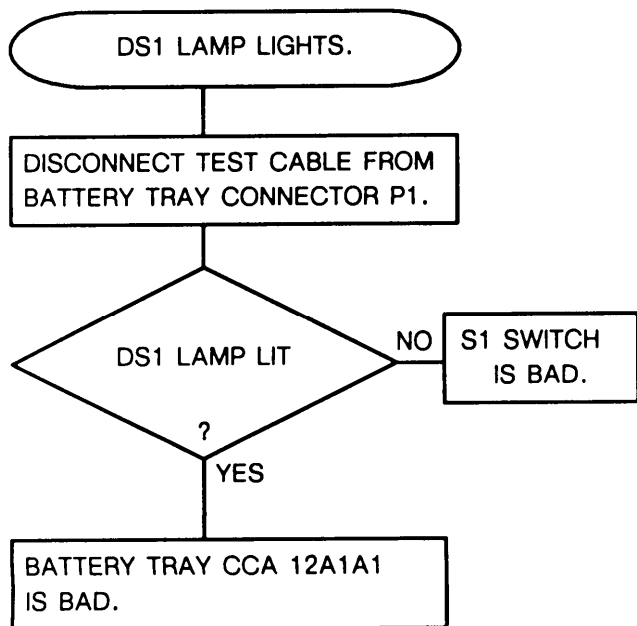 DS1 LAMP LIGHTS.
DISCONNECT TEST CABLE FROM
BATTERY TRAY CONNECTOR P1.
DS1 LAMP LIT
?
NO
S1 SWITCH
IS BAD.
YES
BATTERY TRAY CCA 12A1A1
IS BAD.